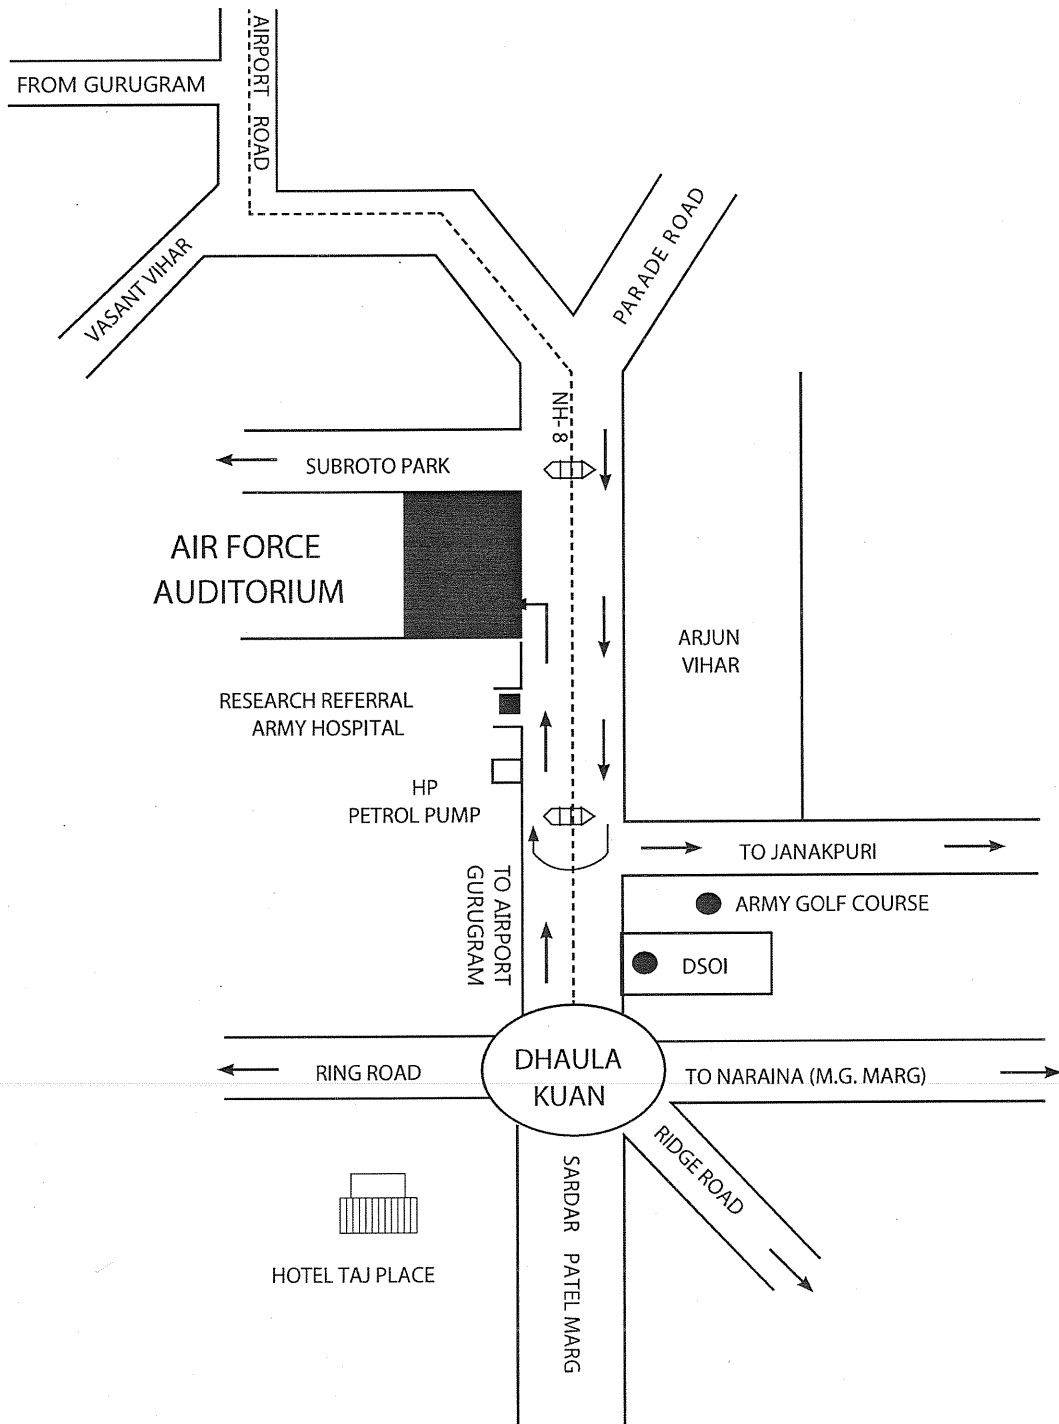 AIRPORT ROAD
FROM GURUGRAM
PARADE ROAD
VASANT VIHAR
NH-8
SUBROTO PARK
AIR FORCE
AUDITORIUM
ARJUN
VIHAR
RESEARCH REFERRAL
ARMY HOSPITAL
HP
PETROL PUMP
TO JANAKPURI
TO AIRPORT
GURUGRAM
ARMY GOLF COURSE
DSOI
DHAULA
KUAN
RING ROAD
TO NARAINA (M.G. MARG)
RIDGE ROAD
SARDAR PATEL MARG
HOTEL TAJ PLACE